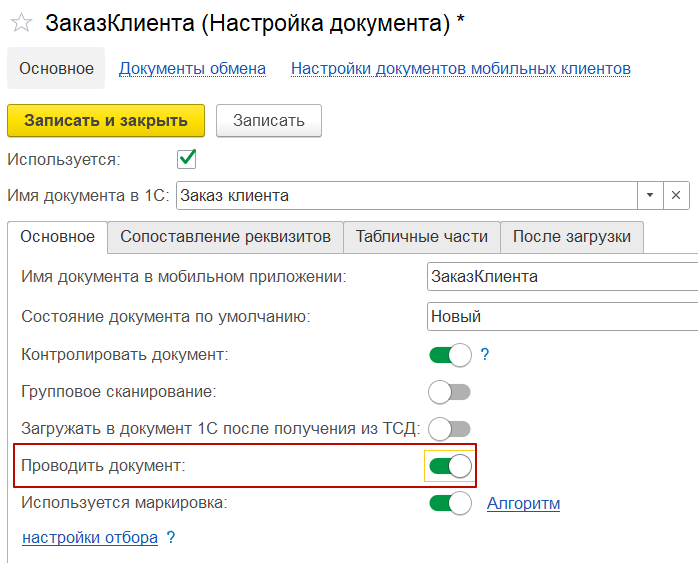 ЗаказКлиента (Настройка документа) *
Основное Документы обмена Настройки документов мобильных клиентов
Записать и закрыть Записать
Используется:
Имя документа в 1С: Заказ клиента
Основное Сопоставление реквизитов Табличные части После загрузки
Имя документа в мобильном приложении: ЗаказКлиента
Состояние документа по умолчанию: Новый
Контролировать документ: ?
Групповое сканирование:
Загружать в документ 1С после получения из ТСД:
Проводить документ:
Используется маркировка: Алгоритм
настройки отбора ?